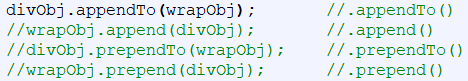 divObj.appendTo(wrapObj); //.appendTo()
//wrapObj.append(divObj); //.append()
//divObj.prependTo(wrapObj); //.prependTo()
//wrapObj.prepend(divObj); //.prepend()